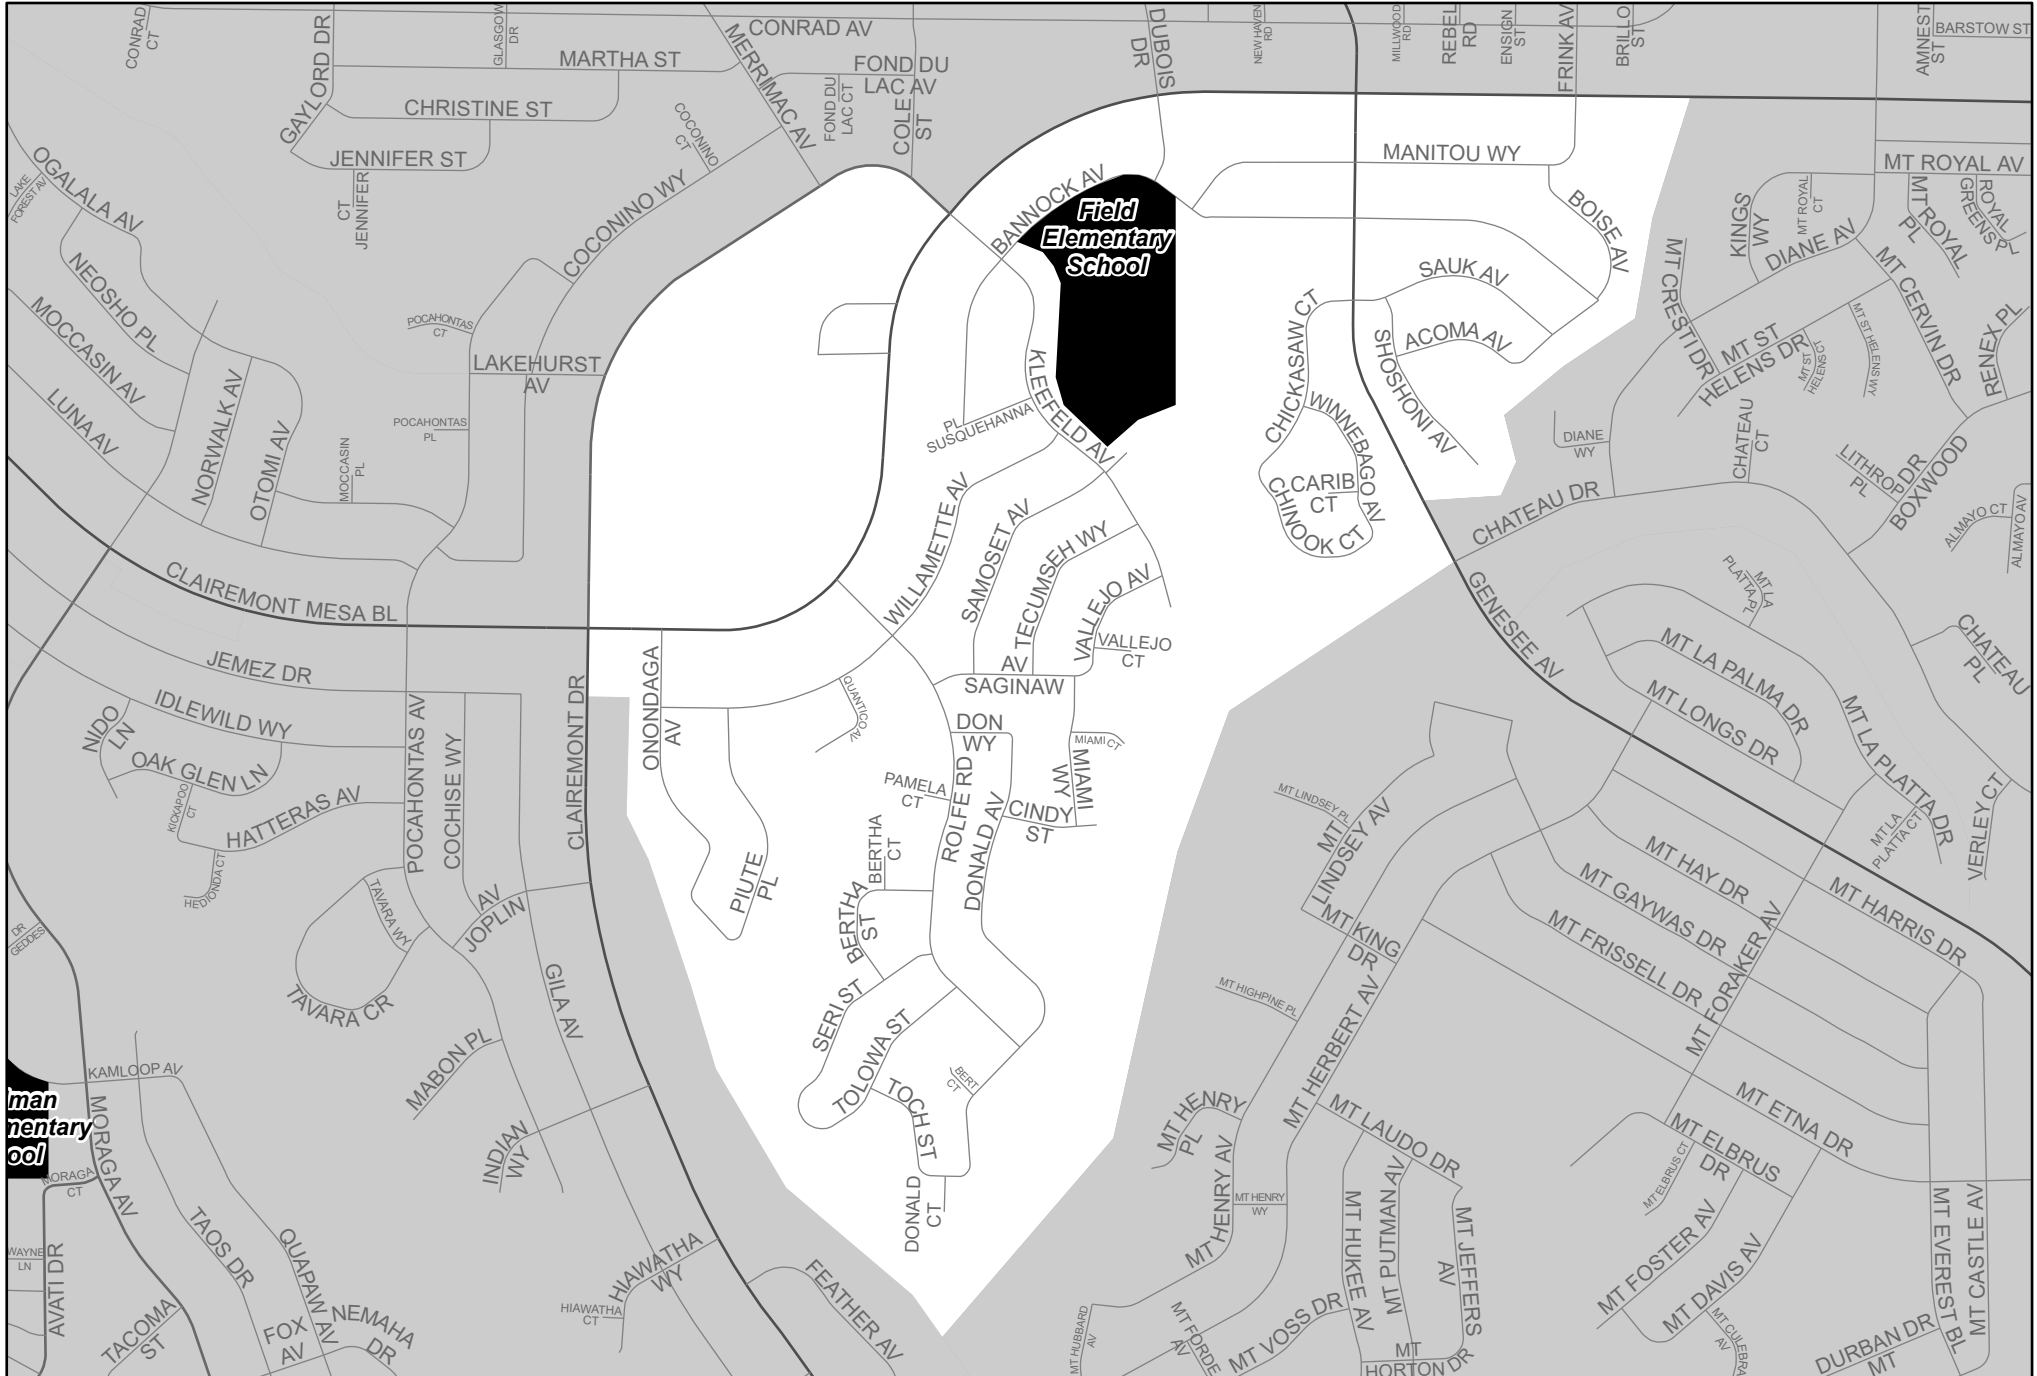 CONRAD
CT
GAYLORD DR
GLASGOW
DR
MARTHA ST
CHRISTINE ST
JENNIFER ST
CT
JENNIFER
MERRIMAC AV
CONRAD AV
FOND DU
LAC AV
FOND DU
LAC CT
COLE
ST
COCONINO
CT
COCONINO WY
DUBOIS
DR
NEW HAVEN
RD
MILLWOOD
RD
REBEL
RD
ENSIGN
ST
FRINK AV
BRILLO
ST
AMNEST
ST
BARSTOW ST
OGALALA AV
LAKE
FOREST AV
NEOSHO PL
MOCCASIN AV
LUNA AV
NORWALK AV
OTOMI AV
MOCCASIN
PL
POCAHONTAS
CT
LAKEHURST
AV
POCAHONTAS
PL
BANNOCK AV
Field
Elementary
School
KLEEFELD AV
PL
SUSQUEHANNA
MANITOU WY
BOISE AV
SAUK AV
ACOMA AV
SHOSHONI AV
CHICKASAW CT
WINNEBAGO AV
CARIB
CT
CHINOOK CT
MT ROYAL AV
KINGS
WY
MT ROYAL
CT
MT ROYAL
PL
ROYAL
GREENS PL
DIANE AV
MT CRESTI DR
MT CERVIN DR
MT ST
HELENS DR
MT ST
HELENS CT
MT ST HELENS WY
RENEX PL
DIANE
WY
CHATEAU
CT
LITHROP
PL
BOXWOOD
DR
ALMAYO CT
ALMAYO AV
CHATEAU DR
GENESEE AV
MT LA
PLATTA PL
CHATEAU
PL
CLAIREMONT MESA BL
WILLAMETTE AV
SAMOSET AV
TECUMSEH WY
VALLEJO AV
VALLEJO
CT
AV
SAGINAW
JEMEZ DR
IDLEWILD WY
NIDO
LN
OAK GLEN LN
KICKAPOO
CT
HATTERAS AV
HEDIONDA CT
POCAHONTAS AV
COCHISE WY
CLAIREMONT DR
ONONDAGA
AV
QUANTICO
AV
DON
WY
MIAMI CT
MIAMI
WY
PAMELA
CT
ROLFE RD
DONALD AV
CINDY
ST
PIUTE
PL
BERTHA
CT
BERTHA
ST
SERI ST
TOLOWA ST
TOCH ST
BERT
CT
DONALD
CT
MT LA PALMA DR
MT LONGS DR
MT LA PLATTA DR
MT LA
PLATTA CT
VERLEY CT
MT LINDSEY PL
MT
LINDSEY AV
MT KING
DR
MT HAY DR
MT GAYWAS DR
MT FRISSELL DR
MT FORAKER AV
MT HARRIS DR
MT HIGHPINE PL
MT HERBERT AV
MT ETNA DR
DR
GEDDES
TAVARA WY
TAVARA CR
AV
JOPLIN
GILA AV
MABON PL
INDIAN
WY
KAMLOOP AV
lman
mentary
ool
MORAGA AV
MORAGA
CT
WAYNE
LN
AVATI DR
TAOS DR
QUAPAW AV
TACOMA
ST
FOX
AV
NEMAHA
DR
HIAWATHA
WY
HIAWATHA
CT
FEATHER AV
MT HENRY
PL
MT LAUDO DR
MT HENRY AV
MT HENRY
WY
MT HUKEE AV
MT PUTMAN AV
MT JEFFERS
AV
MT ELBRUS
DR
MT ELBRUS CT
MT FOSTER AV
MT DAVIS AV
MT CULEBRA
AV
MT EVEREST BL
MT CASTLE AV
DURBAN DR
MT
MT HUBBARD
AV
MT FORDE
AV
MT VOSS DR
MT
HORTON DR